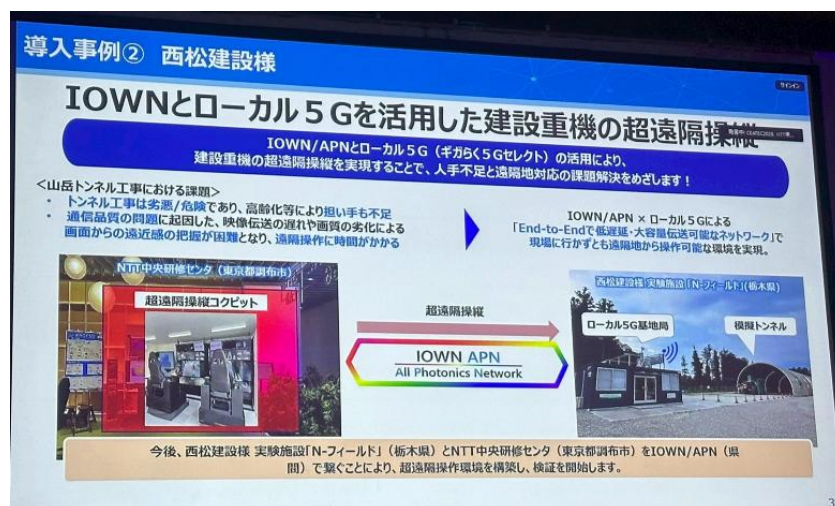 導入事例② 西松建設様
サインイン
IOWNとローカル5Gを活用した建設重機の超遠隔操縦
IOWN/APNとローカル5G(ギガらく5Gセレクト)の活用により、
建設重機の超遠隔操縦を実現することで、人手不足と遠隔地対応の課題解決をめざします!
<山岳トンネル工事における課題>
・ トンネル工事は劣悪/危険であり、高齢化等により担い手も不足
・ 通信品質の問題に起因した、映像伝送の遅れや画質の劣化による
画面からの遠近感の把握が困難となり、遠隔操作に時間がかかる
IOWN/APN × ローカル5Gによる
「End-to-Endで低遅延・大容量伝送可能なネットワーク」で
現場に行かずとも遠隔地から操作可能な環境を実現。
NTT中央研修センタ(東京都調布市)
超遠隔操縦コクピット
超遠隔操縦
IOWN APN
All Photonics Network
西松建設様 実験施設「N-フィールド」(栃木県)
ローカル5G基地局
模擬トンネル
今後、西松建設様 実験施設「N-フィールド」(栃木県)とNTT中央研修センタ(東京都調布市)をIOWN/APN(県
間)で繋ぐことにより、超遠隔操作環境を構築し、検証を開始します。
3